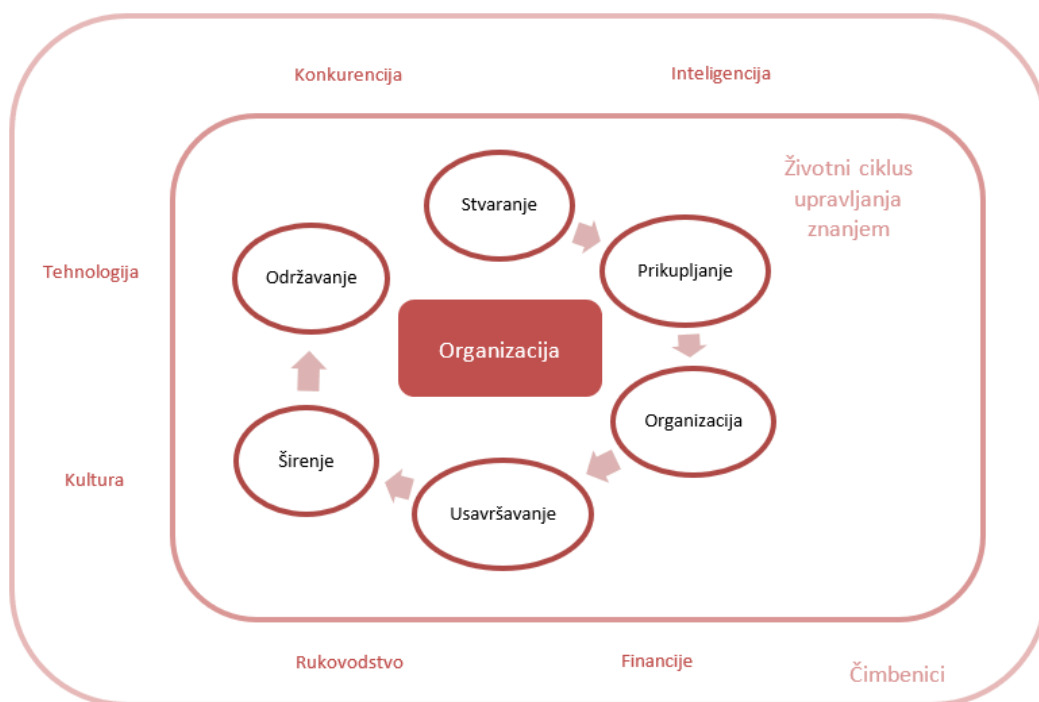 Konkurencija
Inteligencija
Životni ciklus
upravljanja
znanjem
Stvaranje
Prikupljanje
Tehnologija
Održavanje
Organizacija
Organizacija
Širenje
Kultura
Usavršavanje
Rukovodstvo
Financije
Čimbenici